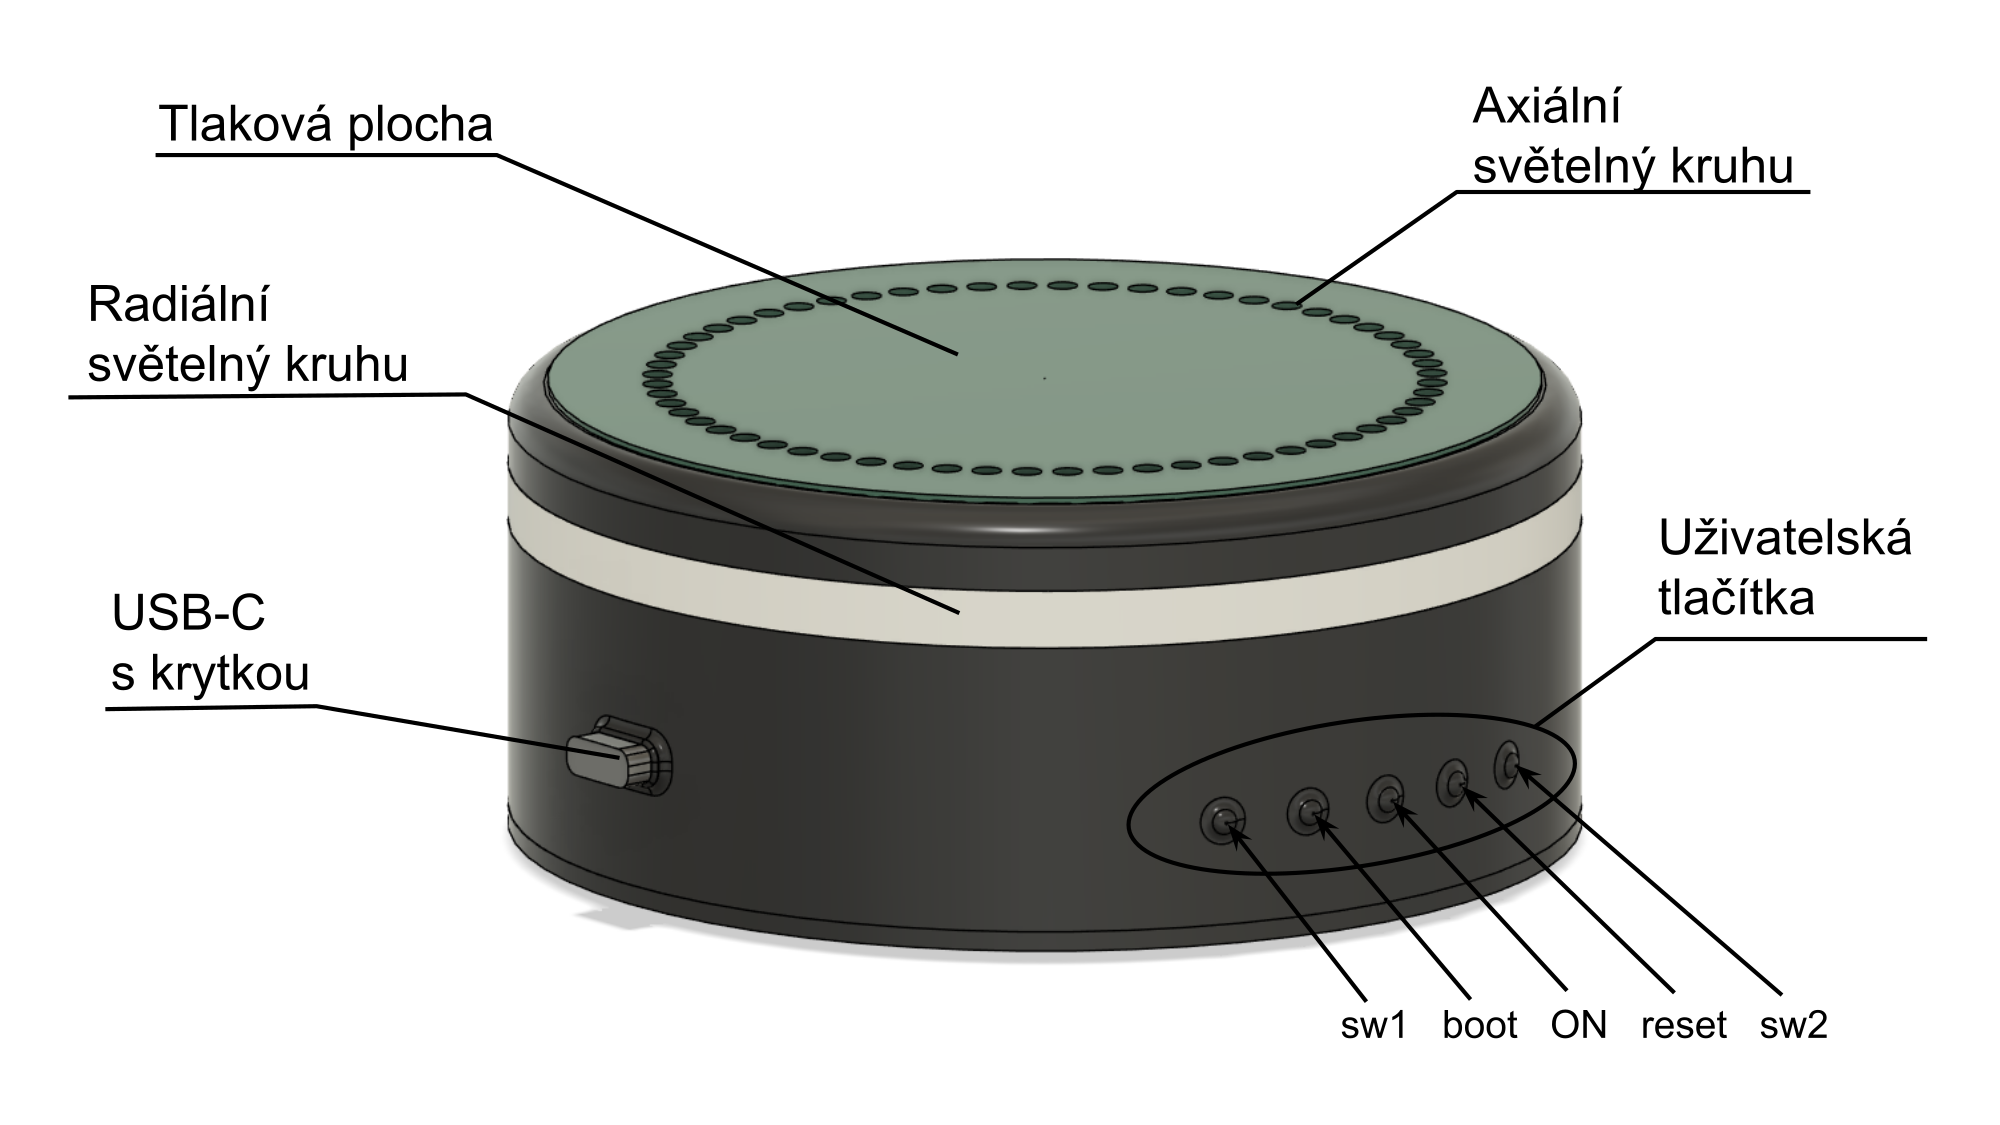 Tlaková plocha
Axiální
světelný kruhu
Radiální
světelný kruhu
Uživatelská
tlačítka
USB-C
s krytkou
sw1 boot ON reset sw2